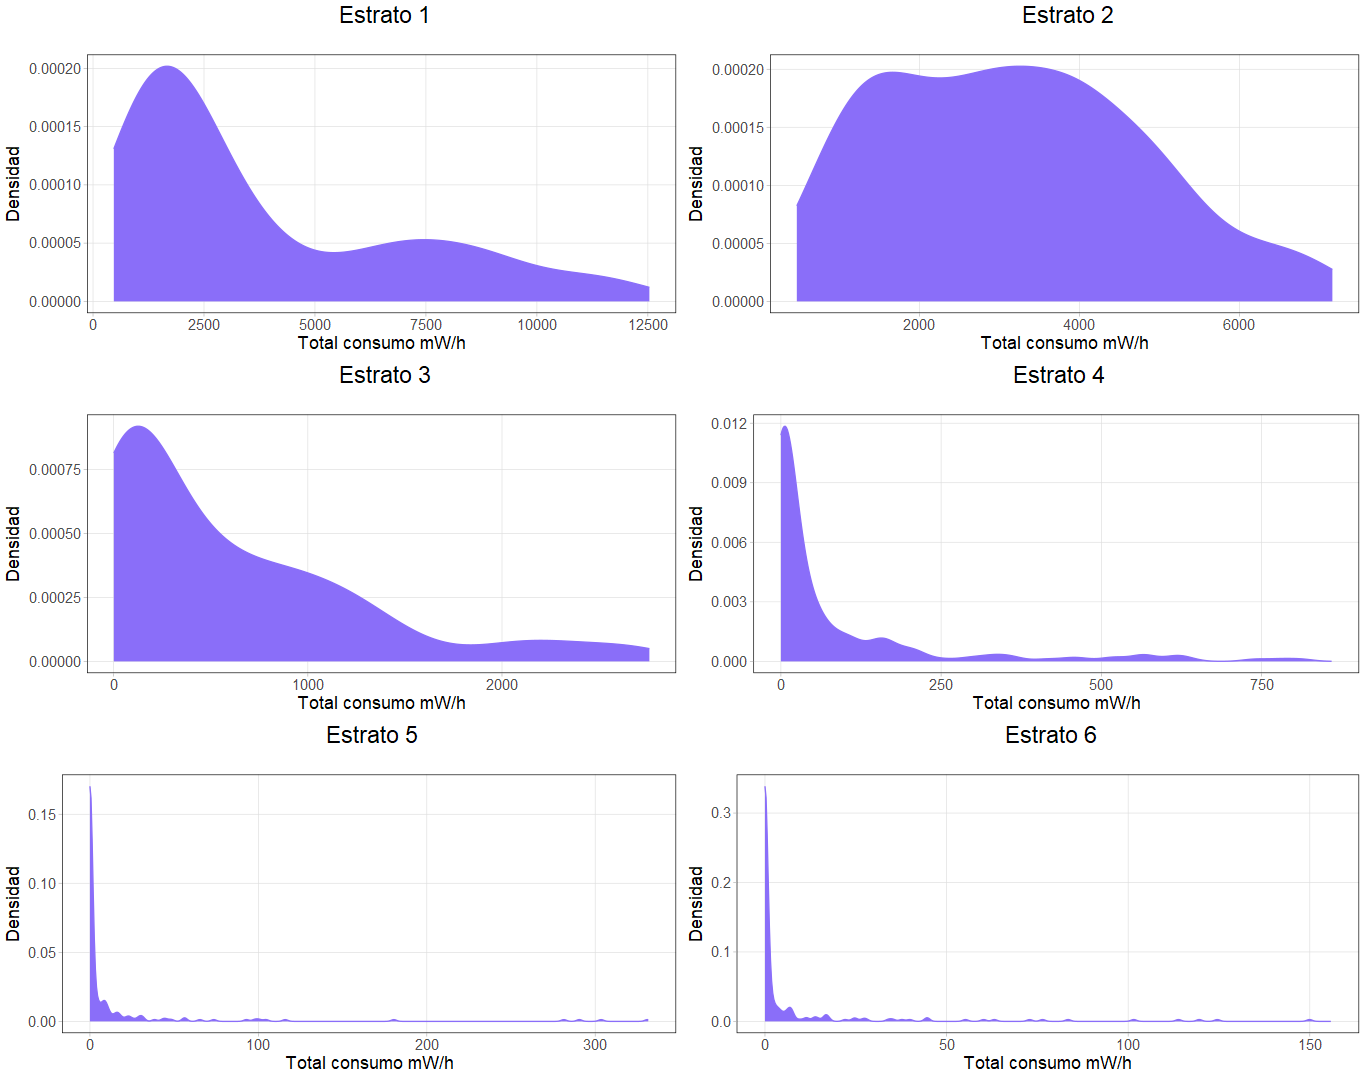 Estrato 1
Densidad
0.00020
0.00015
0.00010
0.00005
0.00000
0 2500 5000 7500 10000 12500
Total consumo mW/h
Estrato 2
Densidad
0.00020
0.00015
0.00010
0.00005
0.00000
2000 4000 6000
Total consumo mW/h
Estrato 3
Densidad
0.00075
0.00050
0.00025
0.00000
0 1000 2000
Total consumo mW/h
Estrato 4
Densidad
0.012
0.009
0.006
0.003
0.000
0 250 500 750
Total consumo mW/h
Estrato 5
Densidad
0.15
0.10
0.05
0.00
0 100 200 300
Total consumo mW/h
Estrato 6
Densidad
0.3
0.2
0.1
0.0
0 50 100 150
Total consumo mW/h